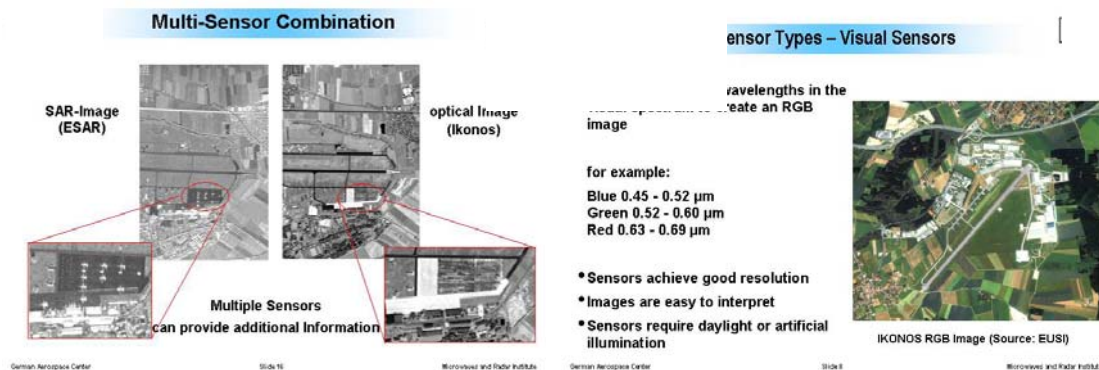 Multi-Sensor Combination
SAR-Image
(ESAR)
optical Image
(Ikonos)
Multiple Sensors
can provide additional Information
German Aerospace Center
Slide 16
Microwaves and Radar Institute
ensor Types – Visual Sensors
wavelengths in the
create an RGB
image
for example:
Blue 0.45 - 0.52 µm
Green 0.52 - 0.60 µm
Red 0.63 - 0.69 µm
• Sensors achieve good resolution
• Images are easy to interpret
• Sensors require daylight or artificial
illumination
IKONOS RGB Image (Source: EUSI)
German Aerospace Center
Slide 8
Microwaves and Radar Institut